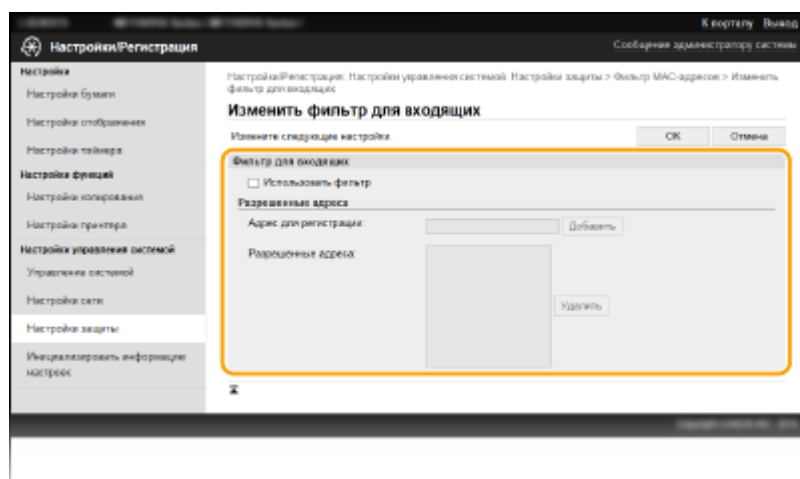 К порталу Выход
Настройки/Регистрация
Сообщение администратору системы
Настройки
Настройки бумаги
Настройки отображения
Настройки таймера
Настройки функций
Настройки копирования
Настройки принтера
Настройки управления системой
Управление системой
Настройки сети
Настройки защиты
Инициализировать информацию
настроек
Настройки/Регистрация: Настройки управления системой: Настройки защиты > Фильтр MAC-адресов > Изменить
фильтр для входящих
Изменить фильтр для входящих
Измените следующие настройки.
OK Отмена
Фильтр для входящих
Использовать фильтр
Разрешенные адреса
Адрес для регистрации:
Добавить
Разрешенные адреса:
Удалить